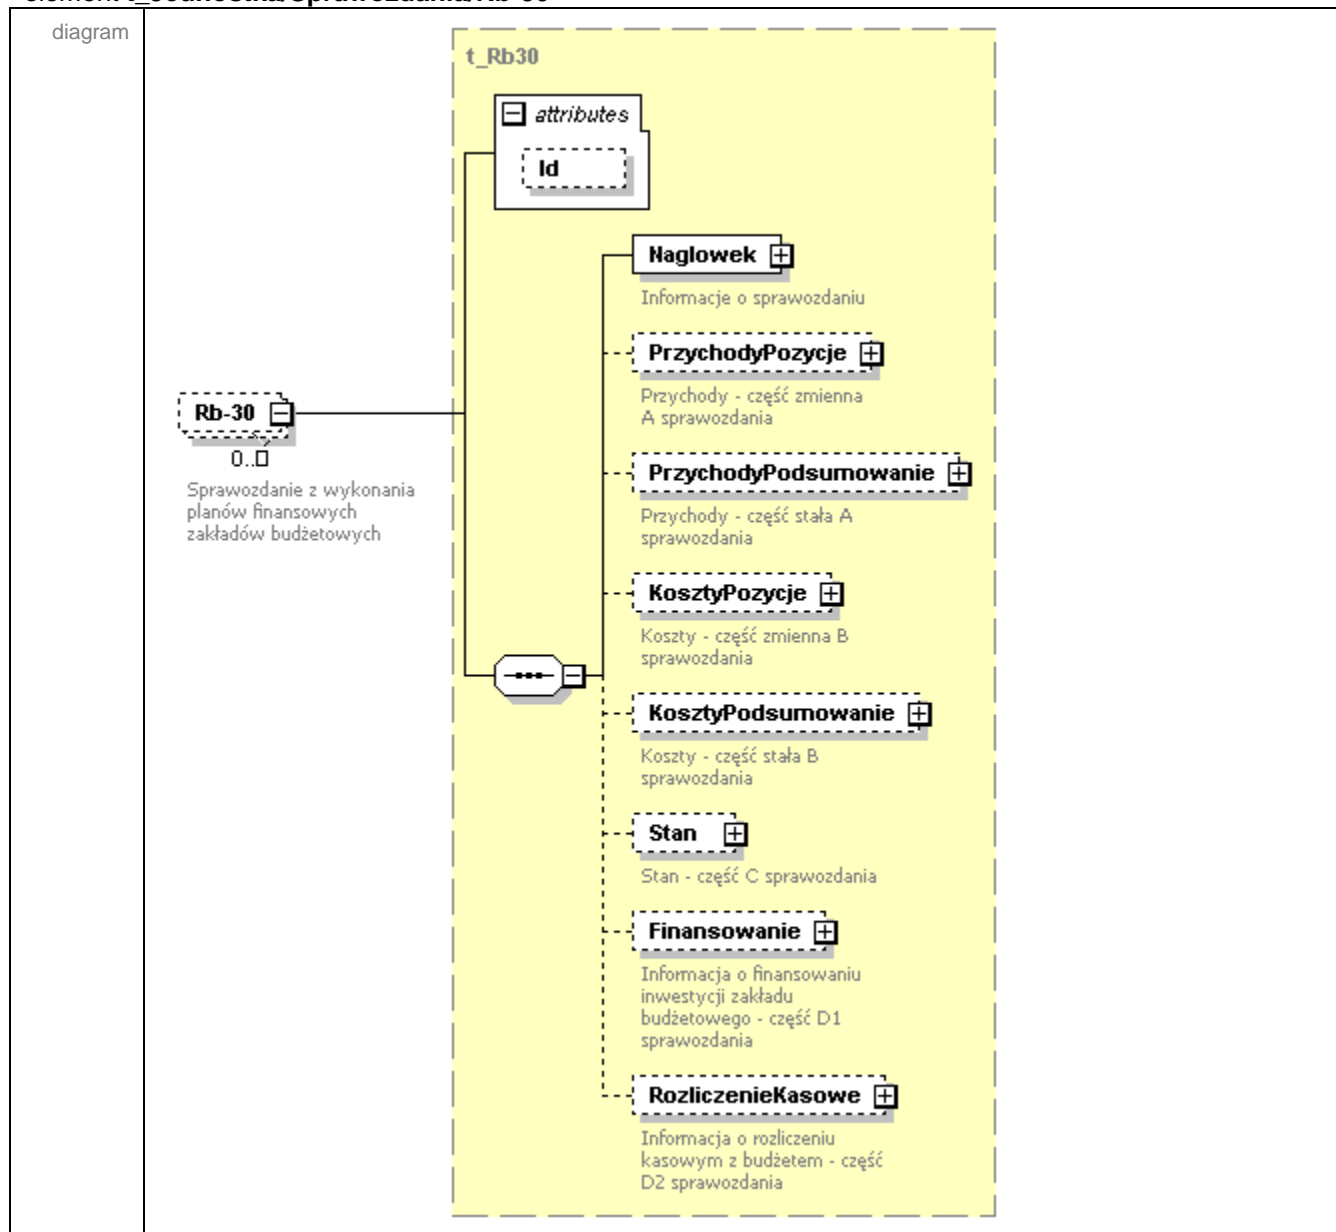 diagram
t_Rb30
attributes
Id
Naglowek
Informacje o sprawozdaniu
PrzychodyPozycje
Przychody - część zmienna
A sprawozdania
Rb-30
0..
Sprawozdanie z wykonania
planów finansowych
zakładów budżetowych
PrzychodyPodsumowanie
Przychody - część stała A
sprawozdania
KosztyPozycje
Koszty - część zmienna B
sprawozdania
KosztyPodsumowanie
Koszty - część stała B
sprawozdania
Stan
Stan - część C sprawozdania
Finansowanie
Informacja o finansowaniu
inwestycji zakładu
budżetowego - część D1
sprawozdania
RozliczenieKasowe
Informacja o rozliczeniu
kasowym z budżetem - część
D2 sprawozdania